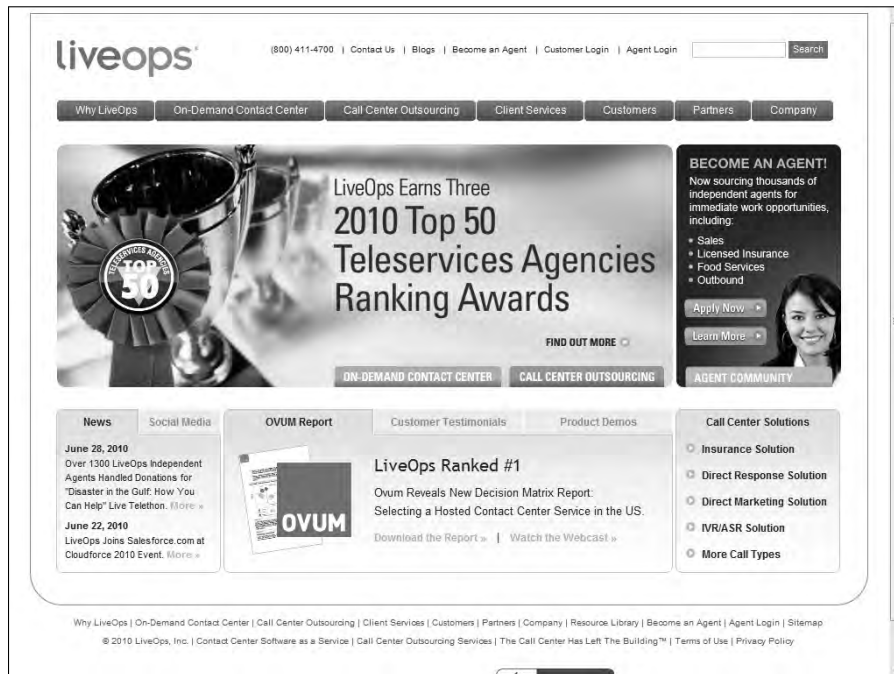 liveops
(800) 411-4700 | Contact Us | Blogs | Become an Agent | Customer Login | Agent Login
Search
Why LiveOps On-Demand Contact Center Call Center Outsourcing Client Services Customers Partners Company
TELESERVICES AGENCIES
TOP
50
LiveOps Earns Three
2010 Top 50
Teleservices Agencies
Ranking Awards
FIND OUT MORE
ON-DEMAND CONTACT CENTER CALL CENTER OUTSOURCING
BECOME AN AGENT!
Now sourcing thousands of
independent agents for
immediate work opportunities,
including:
Sales
Licensed Insurance
Food Services
Outbound
Apply Now
Learn More
AGENT COMMUNITY
News Social Media
June 28, 2010
Over 1300 LiveOps Independent
Agents Handled Donations for
"Disaster in the Gulf: How You
Can Help" Live Telethon. More »
June 22, 2010
LiveOps Joins Salesforce.com at
Cloudforce 2010 Event. More »
OVUM Report Customer Testimonials Product Demos
OVUM
LiveOps Ranked #1
Ovum Reveals New Decision Matrix Report:
Selecting a Hosted Contact Center Service in the US.
Download the Report » | Watch the Webcast »
Call Center Solutions
Insurance Solution
Direct Response Solution
Direct Marketing Solution
IVR/ASR Solution
More Call Types
Why LiveOps | On-Demand Contact Center | Call Center Outsourcing | Client Services | Customers | Partners | Company | Resource Library | Become an Agent | Agent Login | Sitemap
© 2010 LiveOps, Inc. | Contact Center Software as a Service | Call Center Outsourcing Services | The Call Center Has Left The Building™ | Terms of Use | Privacy Policy